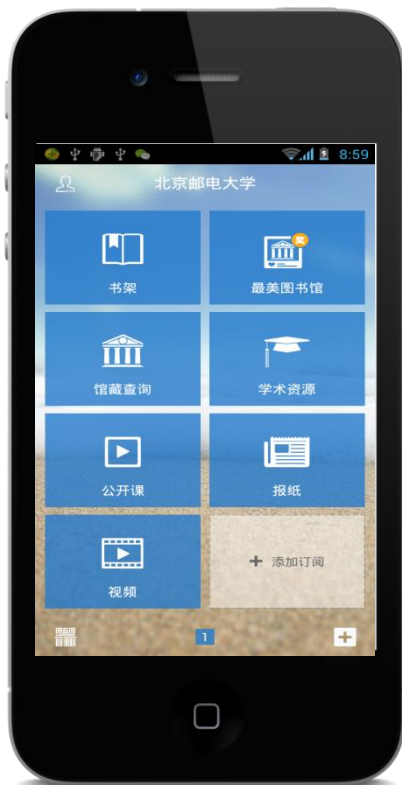 8:59
北京邮电大学
书架
奖
最美图书馆
馆藏查询
学术资源
公开课
报纸
视频
+ 添加订阅
1